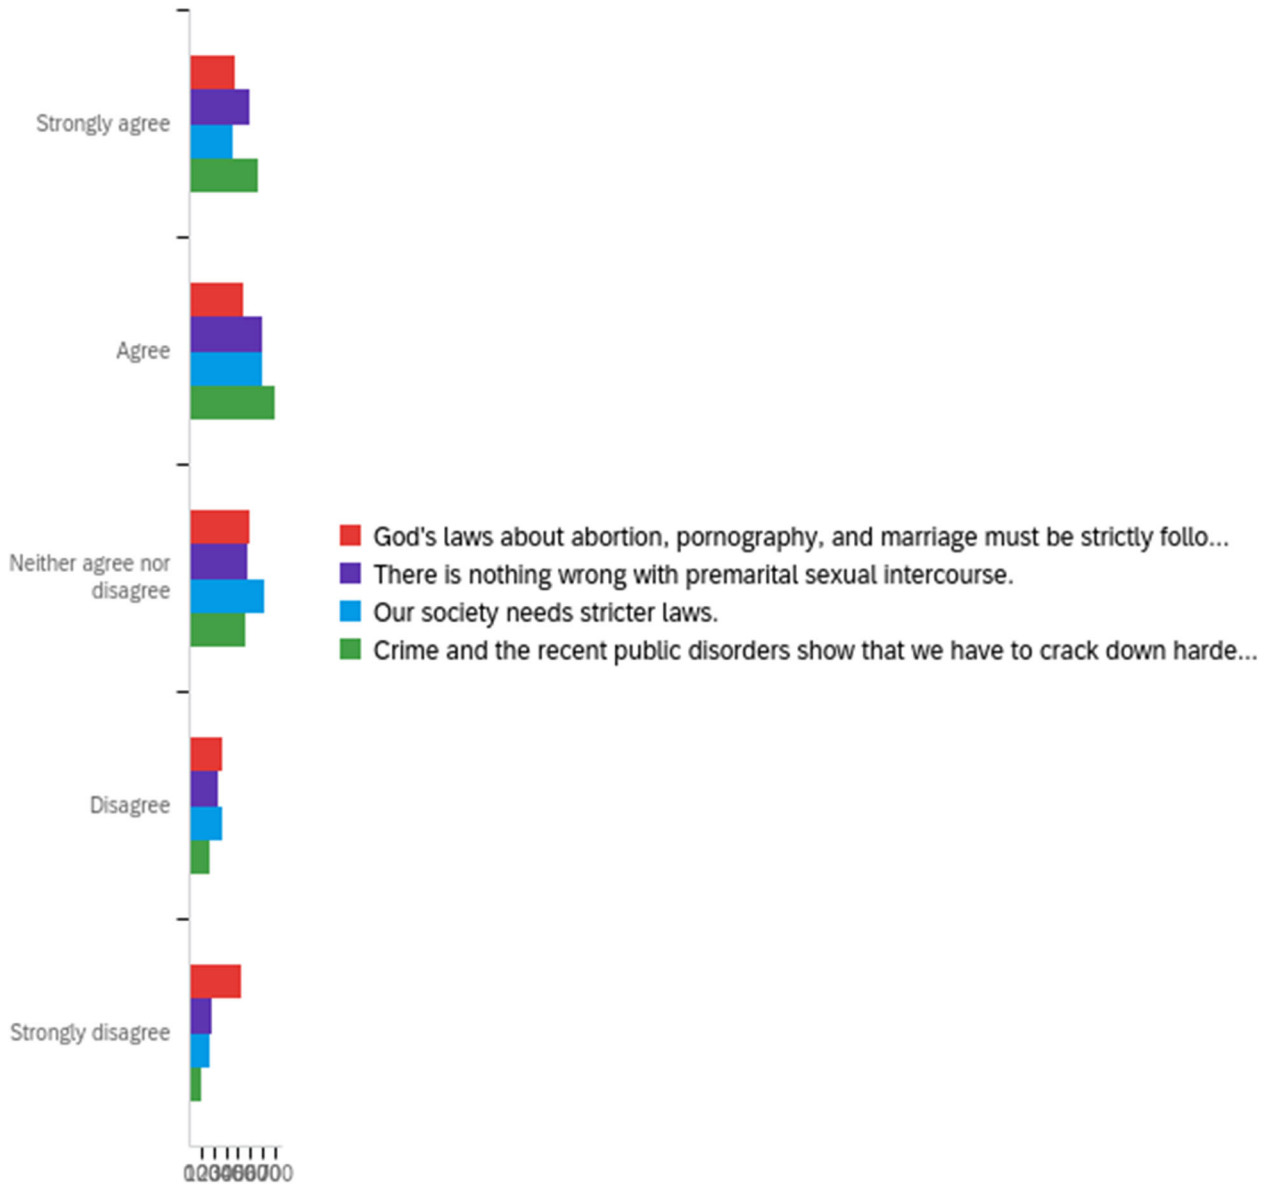 Strongly agree
Agree
Neither agree nor
disagree
Disagree
Strongly disagree
God's laws about abortion, pornography, and marriage must be strictly follo...
There is nothing wrong with premarital sexual intercourse.
Our society needs stricter laws.
Crime and the recent public disorders show that we have to crack down harde...